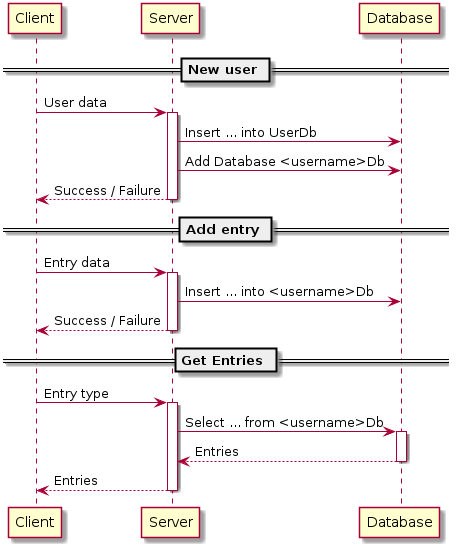 Client Server Database
New user
User data
Insert ... into UserDb
Add Database <username>Db
Success / Failure
Add entry
Entry data
Insert ... into <username>Db
Success / Failure
Get Entries
Entry type
Select ... from <username>Db
Entries
Entries
Client Server Database